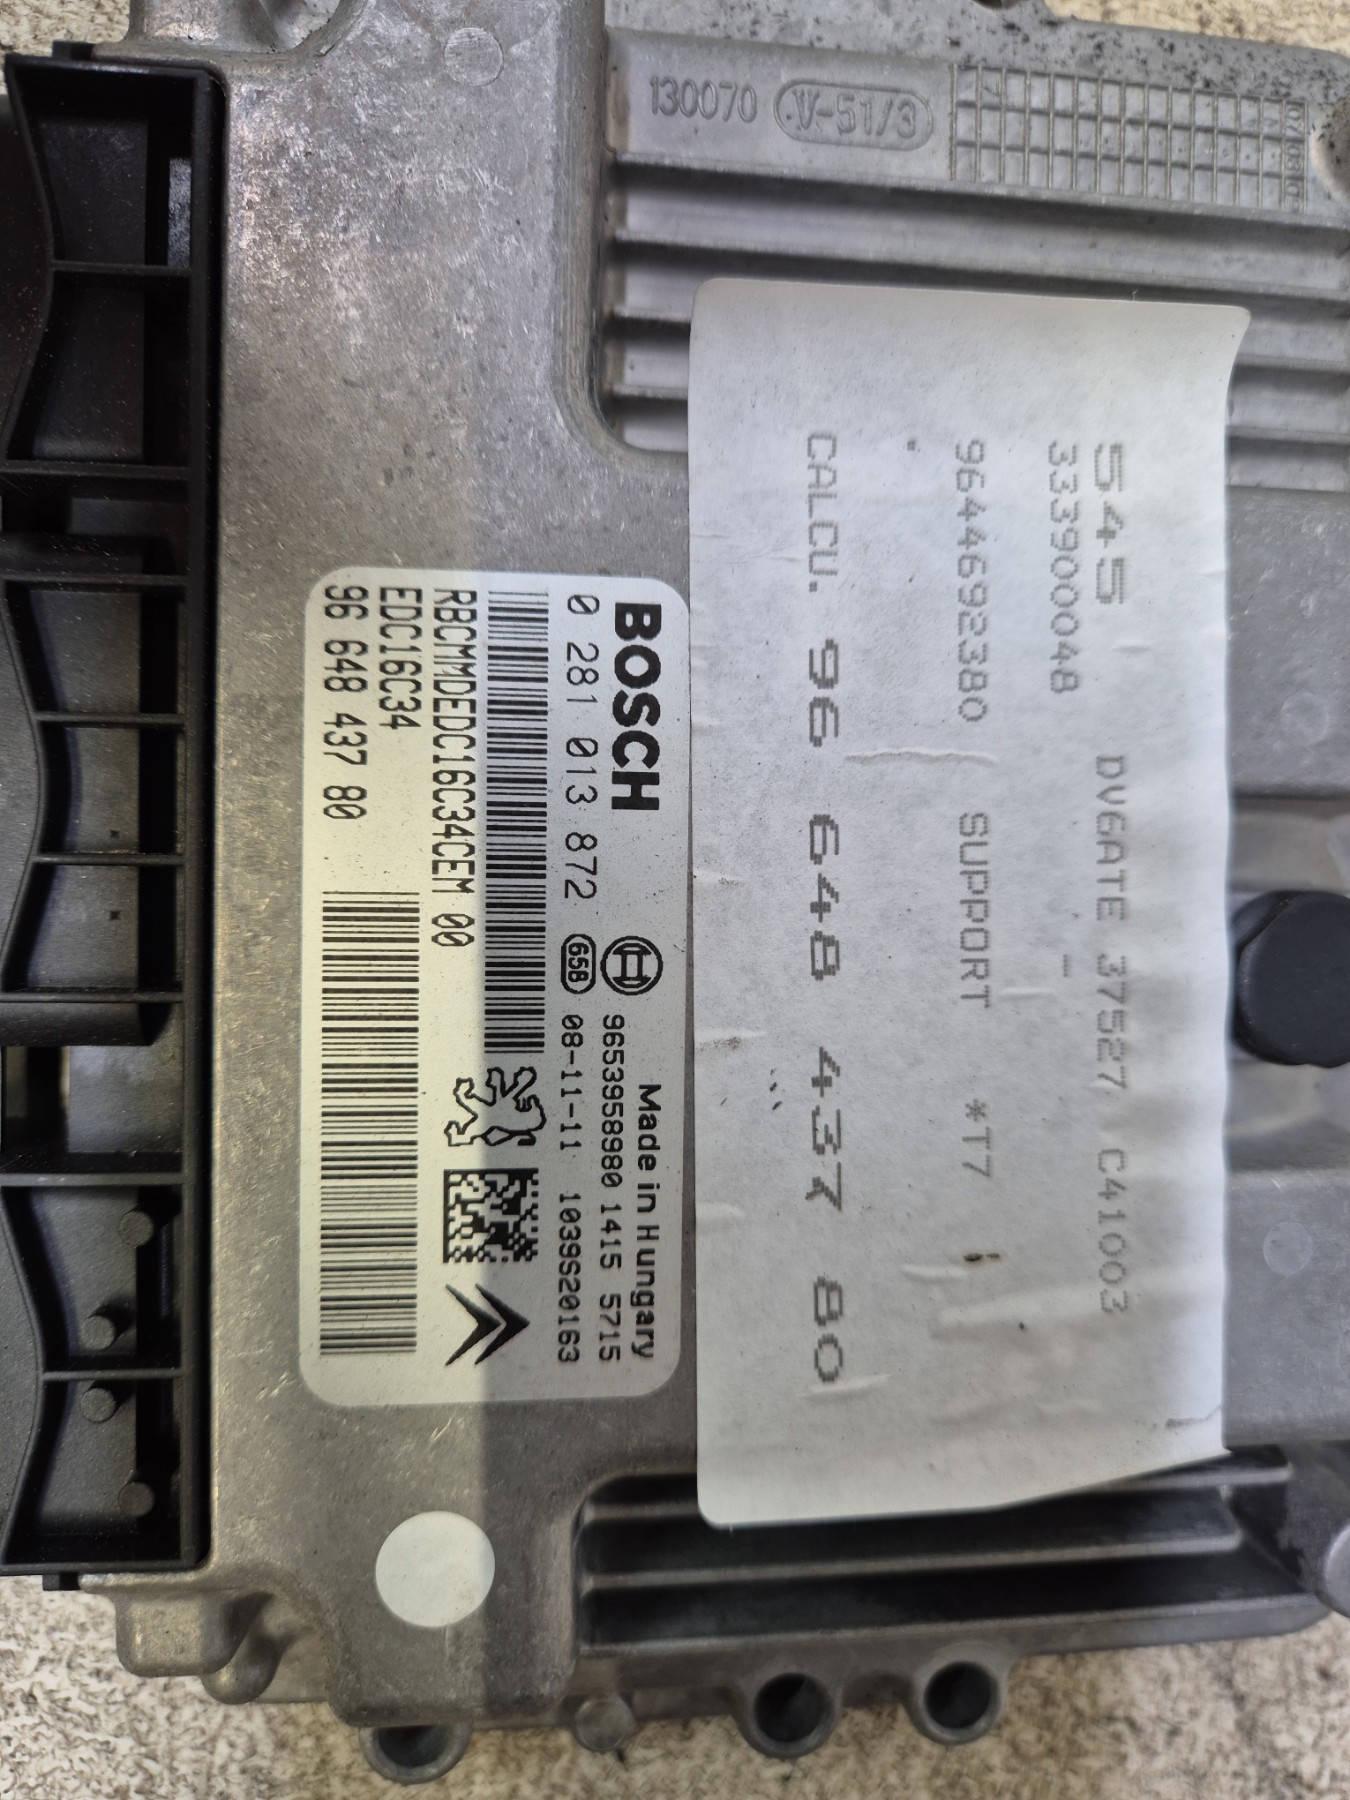 130070 V-51/3
545 DV6ATE 37527 C41003
33900048 -
9644692380 SUPPORT *T7
CALCU. 96 648 437 80
BOSCH Made in Hungary
9653958980 1415 5715
0 281 013 872 65B 08-11-11 1039S20163
RBCMMDEDC16C34CEM 00
EDC16C34
96 648 437 80